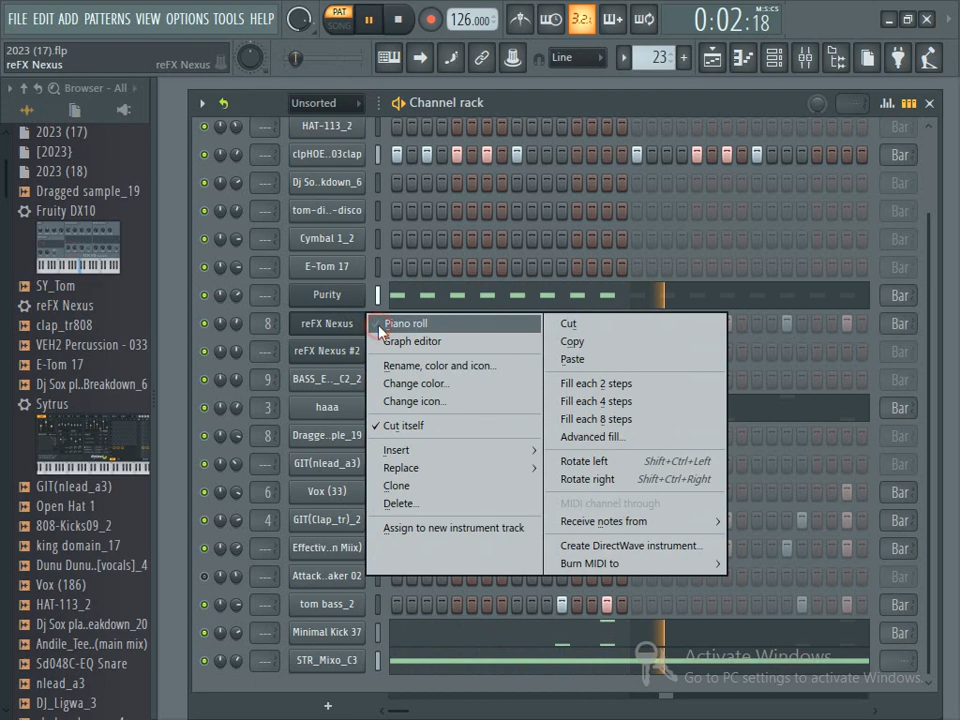 FILE EDIT ADD PATTERNS VIEW OPTIONS TOOLS HELP
PAT
SONG
126.000
3.2
0:02:18
M:S:CS
2023 (17).flp
reFX Nexus
reFX Nexus
Line
23
Browser - All
Unsorted
Channel rack
2023 (17)
[2023}
2023 (18)
Dragged sample_19
Fruity DX10
SY_Tom
reFX Nexus
clap_tr808
VEH2 Percussion - 033
E-Tom 17
Dj Sox pl..Breakdown_6
Sytrus
GIT(nlead_a3)
Open Hat 1
808-Kicks09_2
king domain_17
Dunu Dunu..[vocals]_4
Vox (186)
HAT-113_2
Dj Sox pla..eakdown_20
Andile_Tee..(main mix)
Sd048C-EQ Snare
nlead_a3
DJ_Ligwa_3
--- HAT-113_2 Bar
--- clpHOE...03clap Bar
--- Dj So...kdown_6 Bar
--- tom-di..-disco Bar
--- Cymbal 1_2 Bar
--- E-Tom 17 Bar
--- Purity Bar
8 reFX Nexus Bar
--- reFX Nexus #2 Bar
9 BASS_E.._C2_2 Bar
3 haaa Bar
8 Dragge..ple_19 Bar
--- GIT(nlead_a3) Bar
6 Vox (33) Bar
4 GIT(Clap_tr)_2 Bar
--- Effectiv..n Miix) Bar
--- Attack..aker 02 Bar
--- tom bass_2 Bar
--- Minimal Kick 37 Bar
--- STR_Mixo_C3
Piano roll
Graph editor
Rename, color and icon...
Change color...
Change icon...
Cut itself
Insert
Replace
Clone
Delete...
Assign to new instrument track
Cut
Copy
Paste
Fill each 2 steps
Fill each 4 steps
Fill each 8 steps
Advanced fill...
Rotate left Shift+Ctrl+Left
Rotate right Shift+Ctrl+Right
MIDI channel through
Receive notes from
Create DirectWave instrument...
Burn MIDI to
Activate Windows
Go to PC settings to activate Windows.